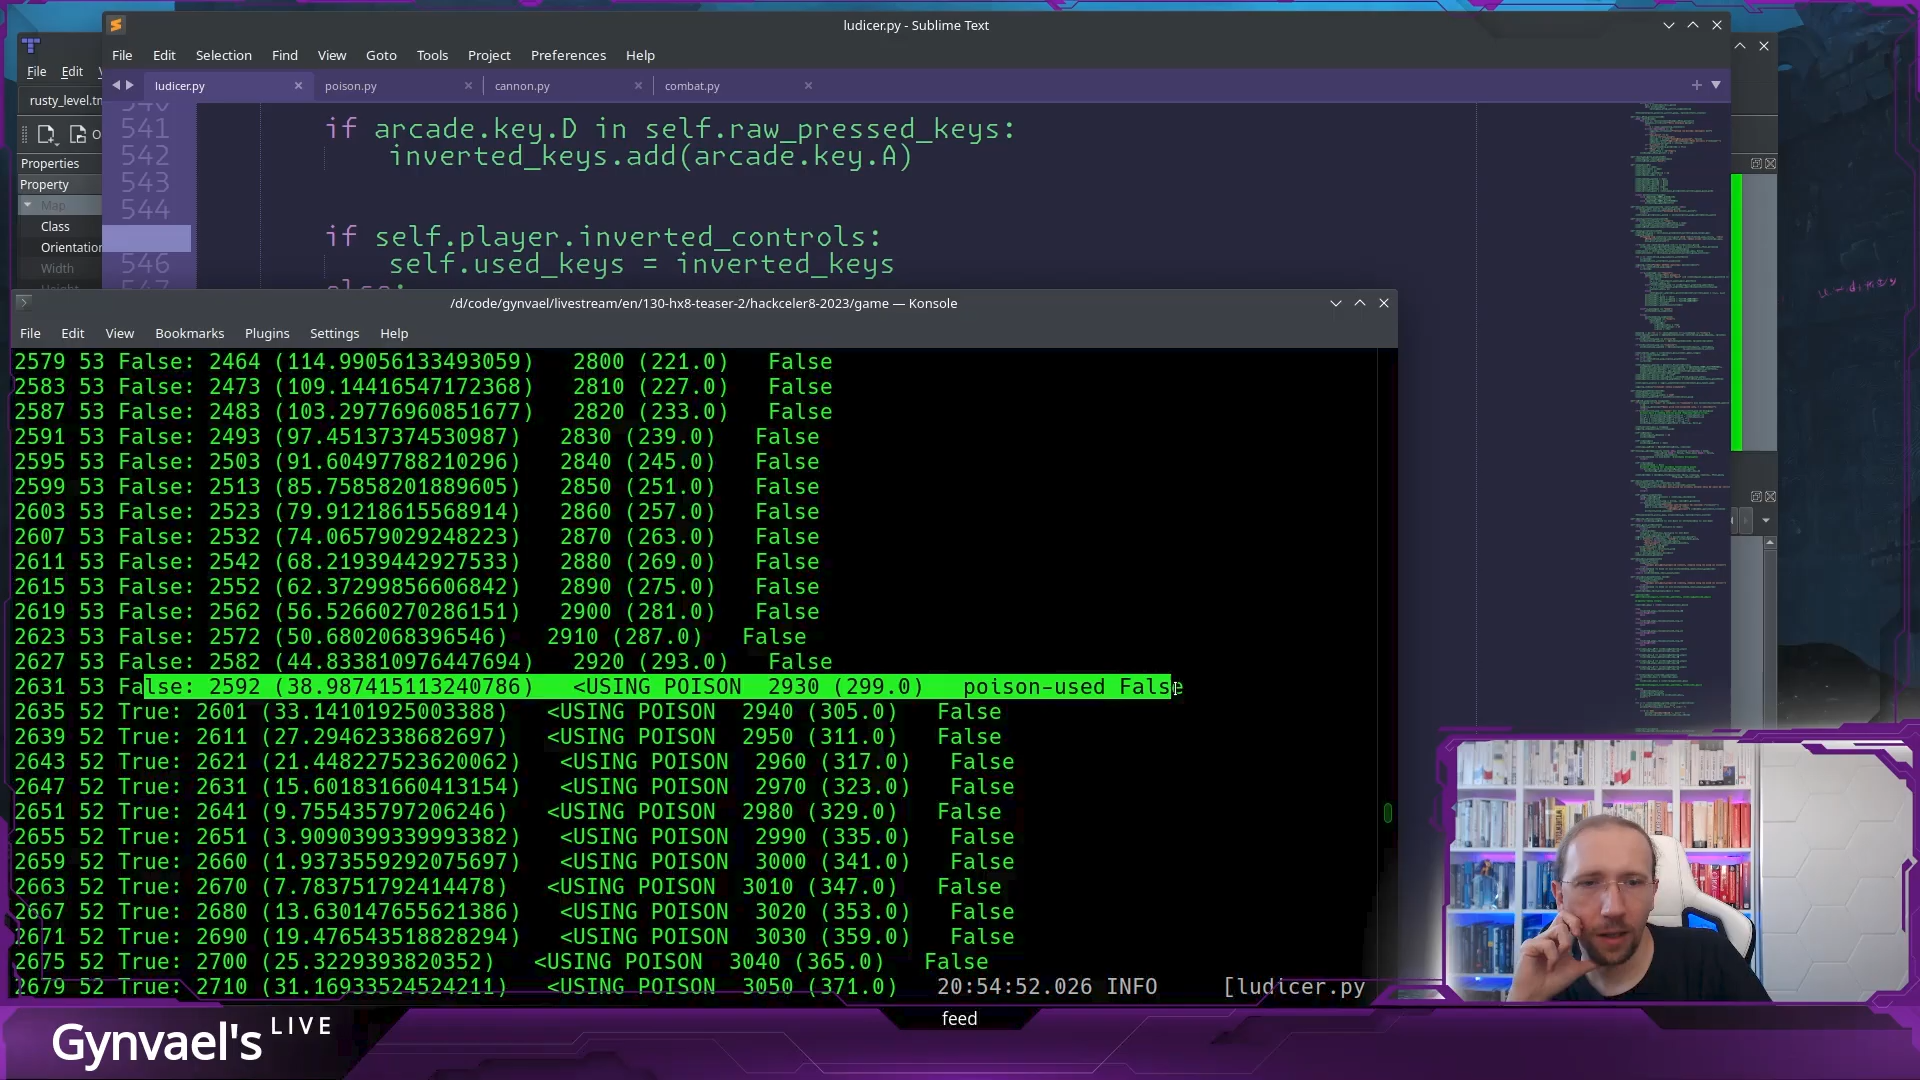 ludicer.py - Sublime Text
File Edit Selection Find View Goto Tools Project Preferences Help
File Edit
ludicer.py poison.py cannon.py combat.py
rusty_level.tm
Properties
Property
Map
Class
Orientation
Width
Height
541 if arcade.key.D in self.raw_pressed_keys:
542 inverted_keys.add(arcade.key.A)
543
544
if self.player.inverted_controls:
546 self.used_keys = inverted_keys
547 else:
/d/code/gynvael/livestream/en/130-hx8-teaser-2/hackceler8-2023/game — Konsole
File Edit View Bookmarks Plugins Settings Help
2579 53 False: 2464 (114.99056133493059) 2800 (221.0) False
2583 53 False: 2473 (109.14416547172368) 2810 (227.0) False
2587 53 False: 2483 (103.29776960851677) 2820 (233.0) False
2591 53 False: 2493 (97.45137374530987) 2830 (239.0) False
2595 53 False: 2503 (91.60497788210296) 2840 (245.0) False
2599 53 False: 2513 (85.75858201889605) 2850 (251.0) False
2603 53 False: 2523 (79.91218615568914) 2860 (257.0) False
2607 53 False: 2532 (74.06579029248223) 2870 (263.0) False
2611 53 False: 2542 (68.21939442927533) 2880 (269.0) False
2615 53 False: 2552 (62.37299856606842) 2890 (275.0) False
2619 53 False: 2562 (56.52660270286151) 2900 (281.0) False
2623 53 False: 2572 (50.6802068396546) 2910 (287.0) False
2627 53 False: 2582 (44.833810976447694) 2920 (293.0) False
2631 53 False: 2592 (38.987415113240786) <USING POISON 2930 (299.0) poison-used False
2635 52 True: 2601 (33.14101925003388) <USING POISON 2940 (305.0) False
2639 52 True: 2611 (27.29462338682697) <USING POISON 2950 (311.0) False
2643 52 True: 2621 (21.448227523620062) <USING POISON 2960 (317.0) False
2647 52 True: 2631 (15.601831660413154) <USING POISON 2970 (323.0) False
2651 52 True: 2641 (9.755435797206246) <USING POISON 2980 (329.0) False
2655 52 True: 2651 (3.9090399339993382) <USING POISON 2990 (335.0) False
2659 52 True: 2660 (1.9373559292075697) <USING POISON 3000 (341.0) False
2663 52 True: 2670 (7.783751792414478) <USING POISON 3010 (347.0) False
2667 52 True: 2680 (13.630147655621386) <USING POISON 3020 (353.0) False
2671 52 True: 2690 (19.476543518828294) <USING POISON 3030 (359.0) False
2675 52 True: 2700 (25.3229393820352) <USING POISON 3040 (365.0) False
2679 52 True: 2710 (31.16933524524211) <USING POISON 3050 (371.0) 20:54:52.026 INFO [ludicer.py
Gynvael's LIVE
feed